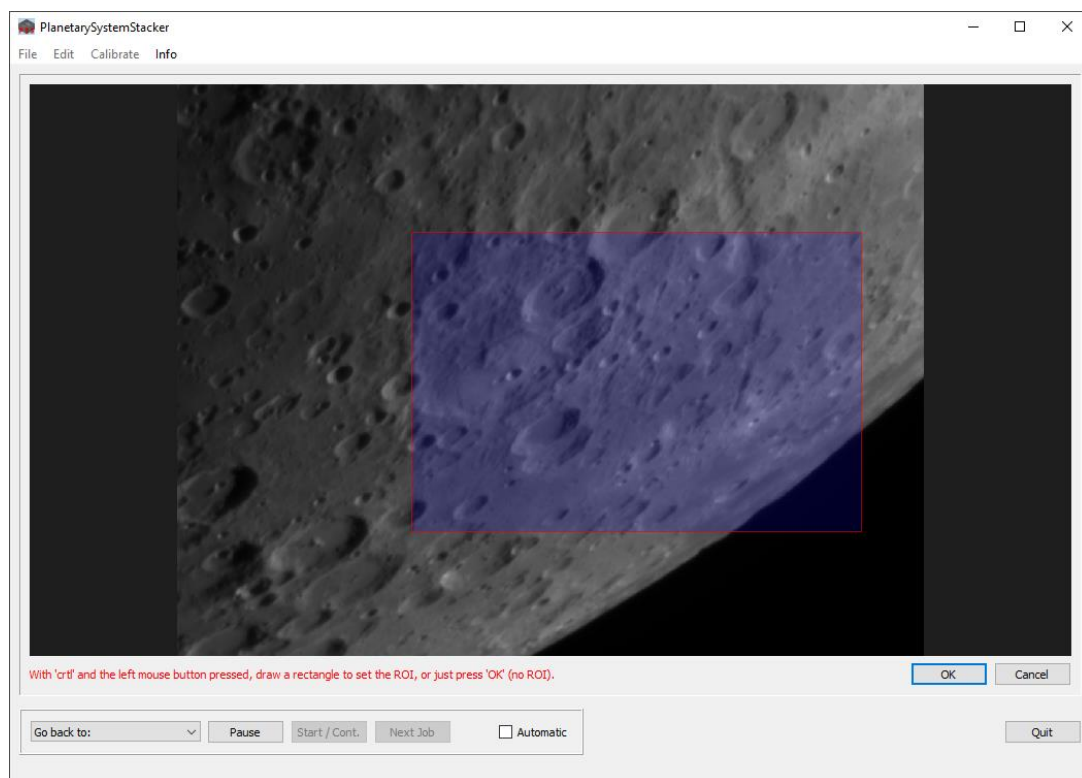 PlanetarySystemStacker
File Edit Calibrate Info
With 'crtl' and the left mouse button pressed, draw a rectangle to set the ROI, or just press 'OK' (no ROI).
OK Cancel
Go back to: Pause Start / Cont. Next Job Automatic Quit